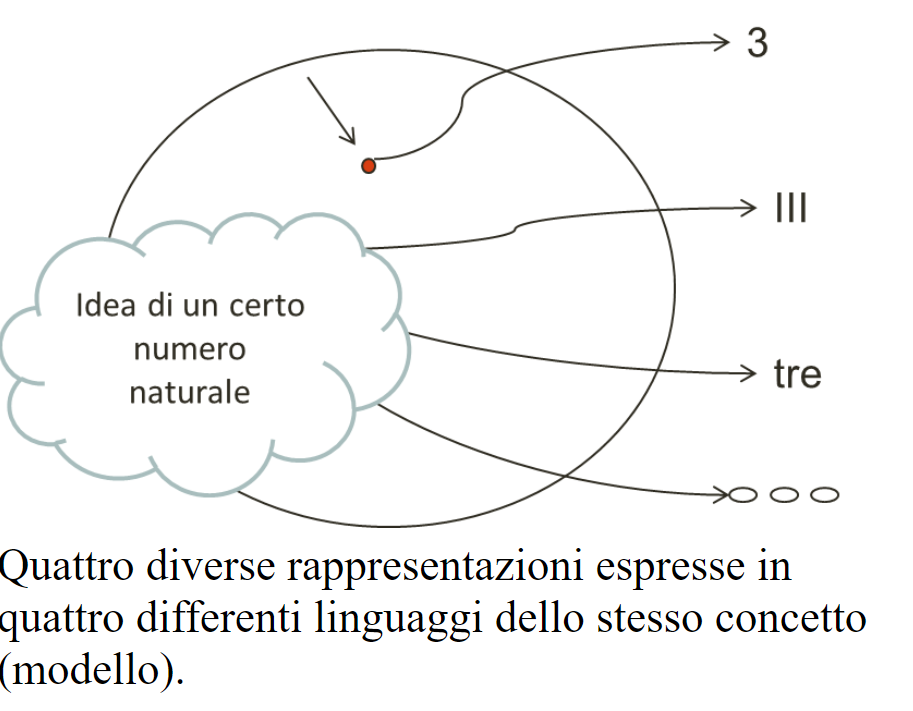 3
III
Idea di un certo
numero
naturale
tre
Quattro diverse rappresentazioni espresse in
quattro differenti linguaggi dello stesso concetto
(modello).